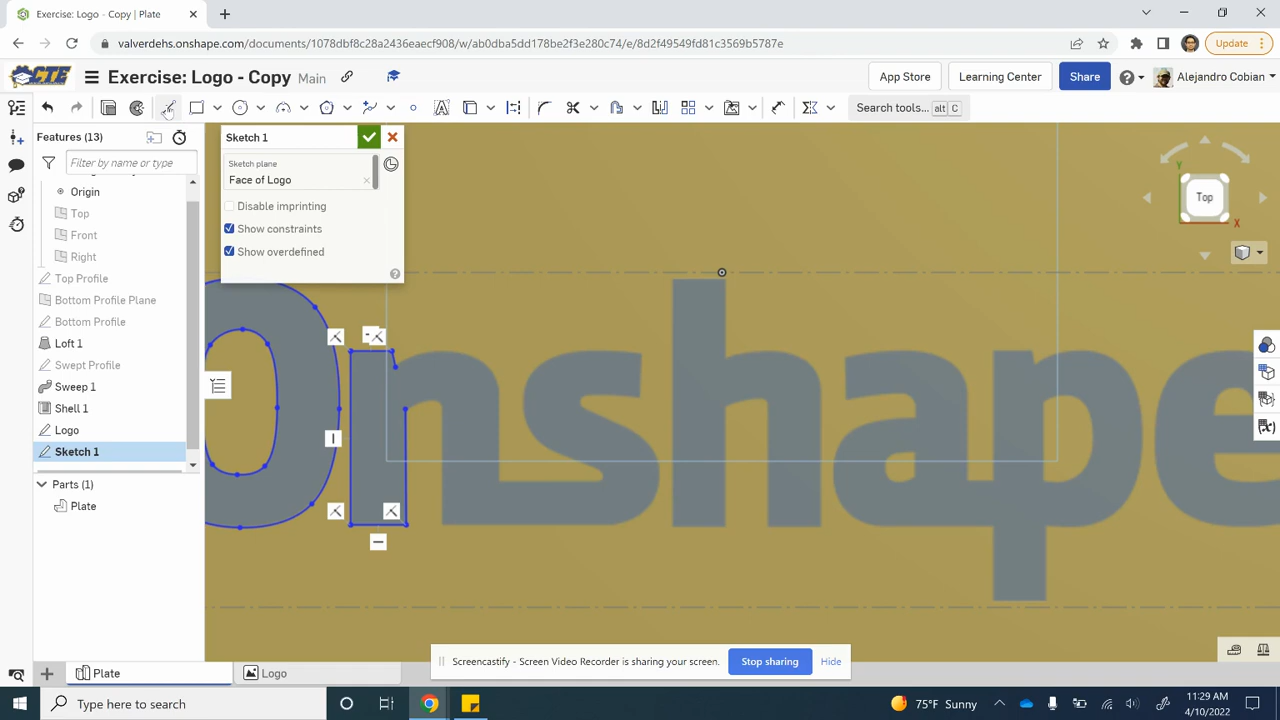 Exercise: Logo - Copy | Plate
valverdehs.onshape.com/documents/1078dbf8c28a2436eaecf908/w/ab0dba5dd178be2f3e280c74/e/8d2f49549fd81c3569b5787e
Update
CTE
Exercise: Logo - Copy
Main
App Store
Learning Center
Share
Alejandro Cobian
Search tools...
alt
C
Features (13)
Filter by name or type
Origin
Top
Front
Right
Top Profile
Bottom Profile Plane
Bottom Profile
Loft 1
Swept Profile
Sweep 1
Shell 1
Logo
Sketch 1
Parts (1)
Plate
Sketch 1
Sketch plane
Face of Logo
Disable imprinting
Show constraints
Show overdefined
Onshape
Y
Top
X
Screencastify - Screen Video Recorder is sharing your screen.
Stop sharing
Hide
Plate
Logo
Type here to search
75°F Sunny
11:29 AM
4/10/2022